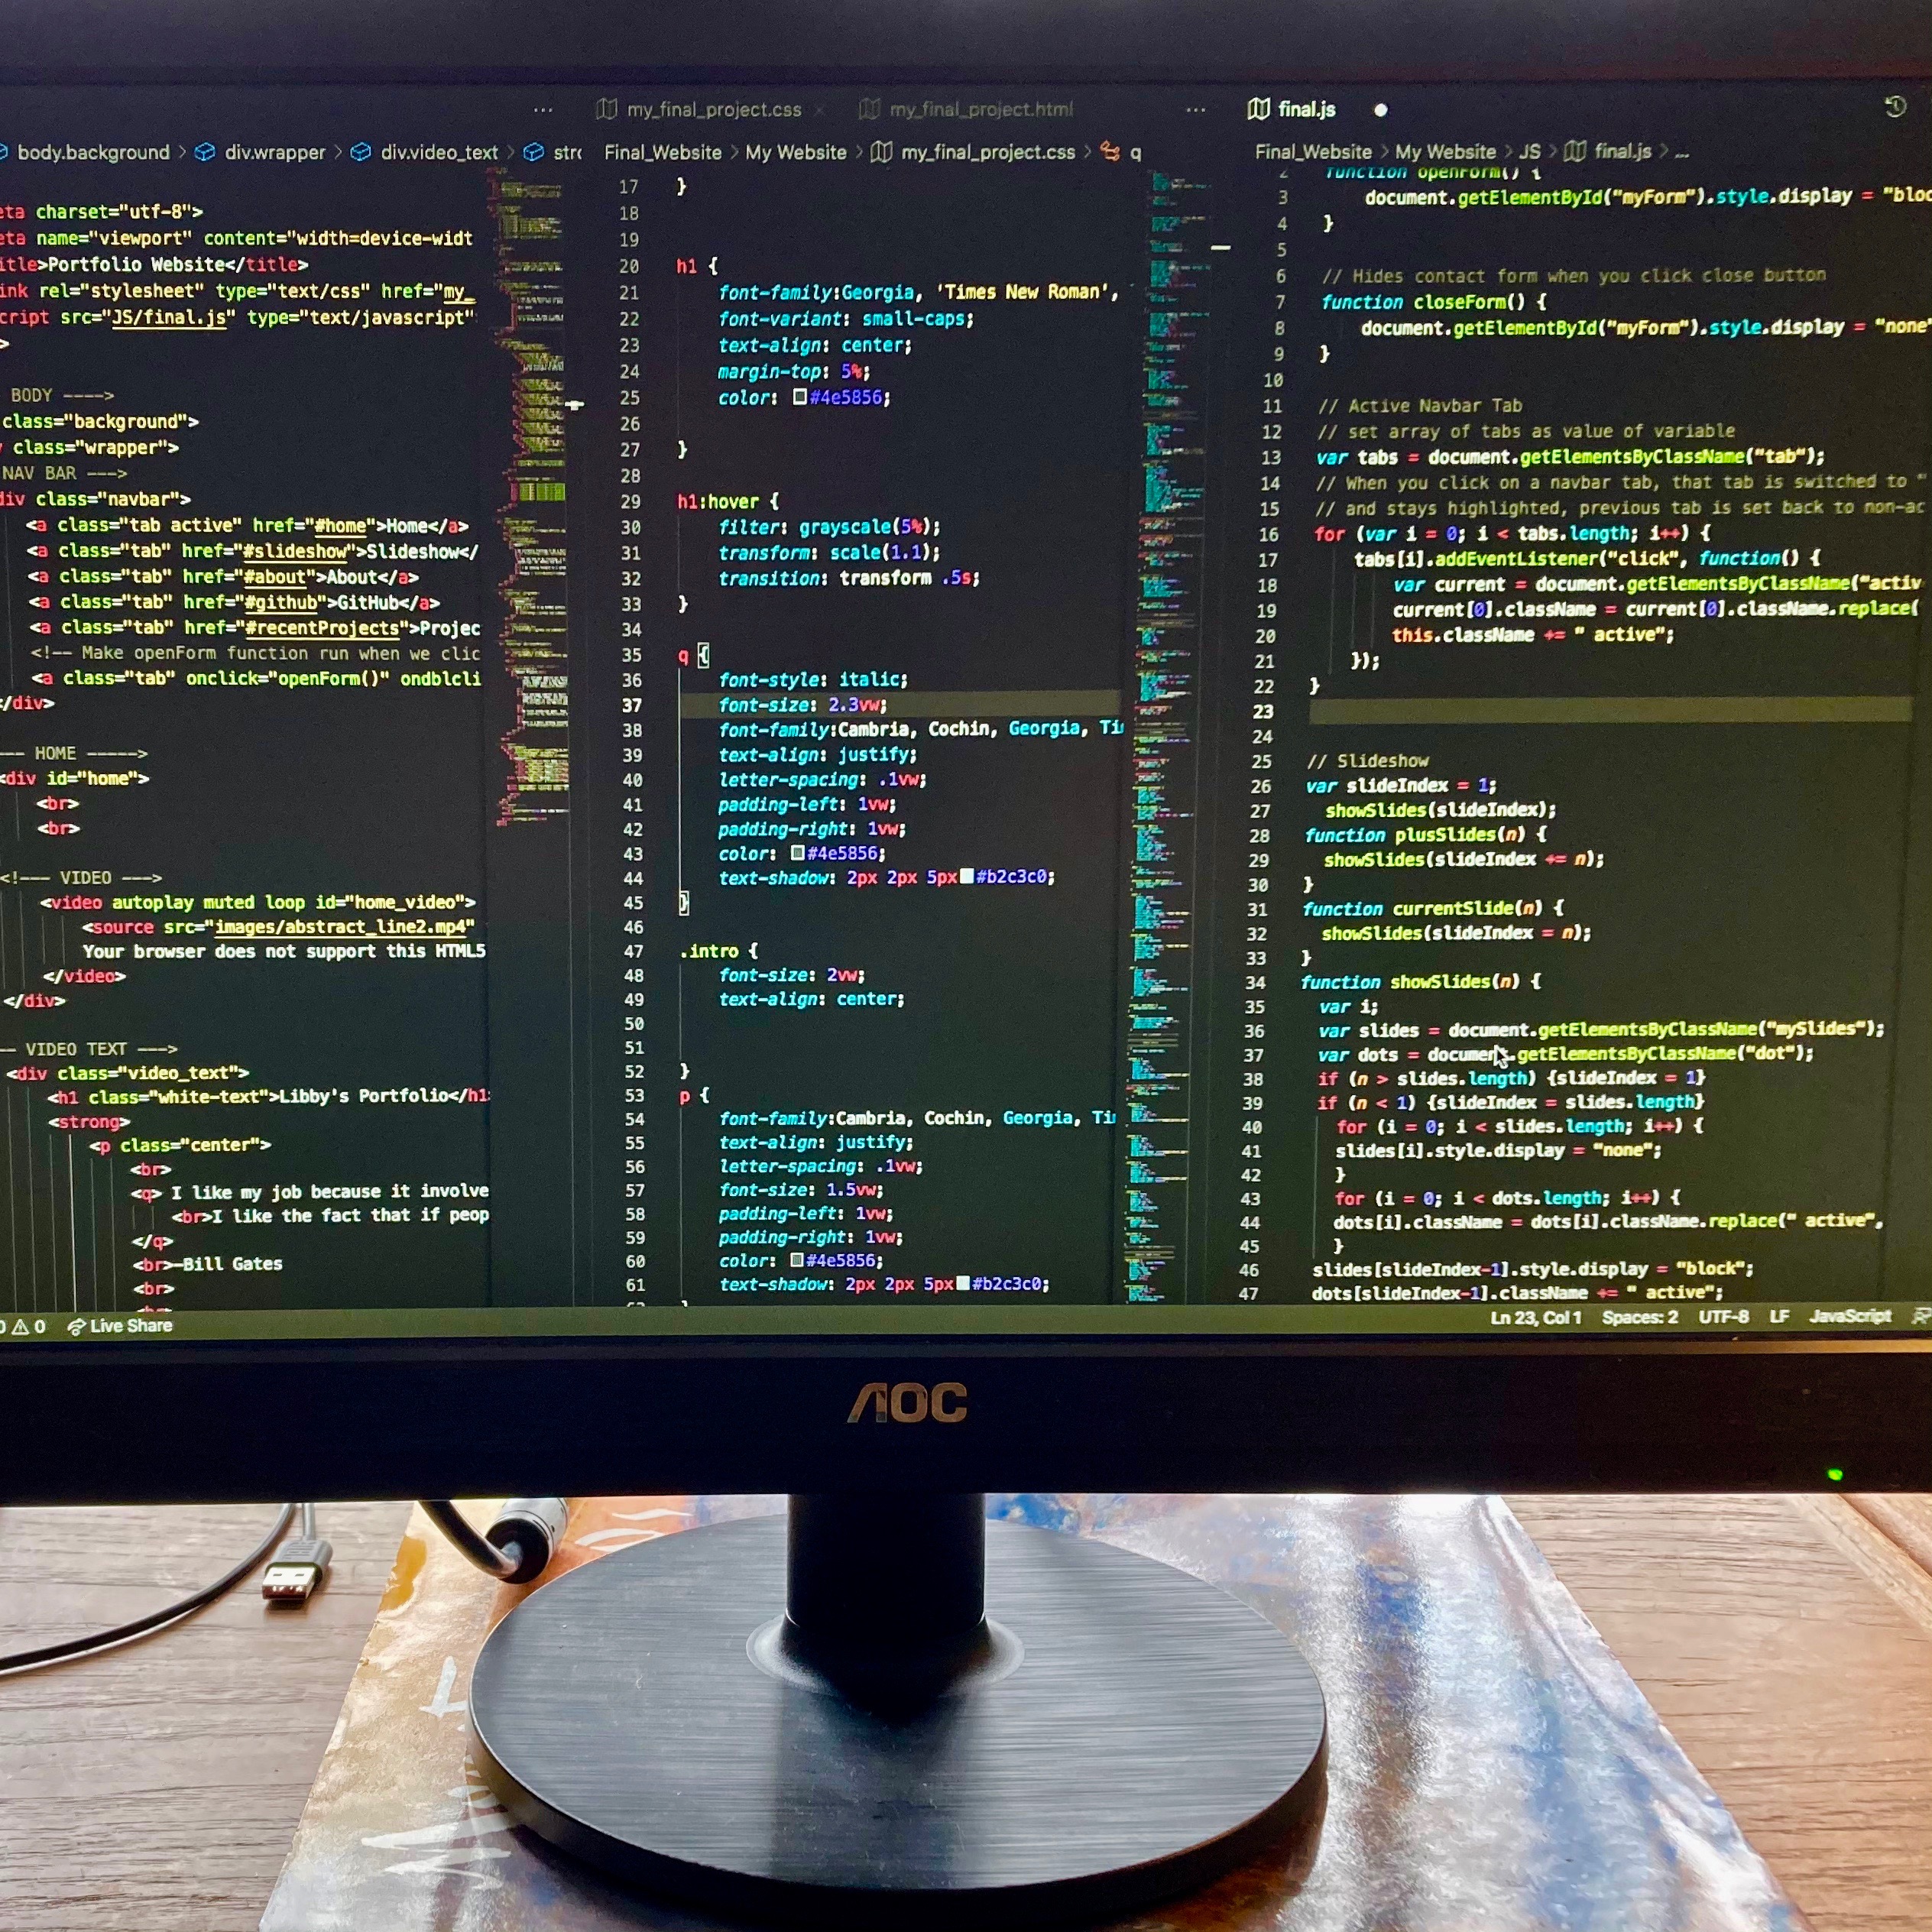 body.background > div.wrapper > div.video_text >
eta charset="utf-8">
eta name="viewport" content="width=device-widt
itle>Portfolio Website</title>
ink rel="stylesheet" type="text/css" href="my_
cript src="JS/final.js" type="text/javascript"
>
BODY ---->
class="background">
class="wrapper">
NAV BAR --->
div class="navbar">
<a class="tab active" href="#home">Home</a>
<a class="tab" href="#slideshow">Slideshow</
<a class="tab" href="#about">About</a>
<a class="tab" href="#github">GitHub</a>
<a class="tab" href="#recentProjects">Projec
<!-- Make openForm function run when we clic
<a class="tab" onclick="openForm()" ondblcli
</div>
-- HOME ----->
<div id="home">
<br>
<br>
<!--- VIDEO --->
<video autoplay muted loop id="home_video">
<source src="images/abstract_line2.mp4"
Your browser does not support this HTML5
</video>
</div>
-- VIDEO TEXT --->
<div class="video_text">
<h1 class="white-text">Libby's Portfolio</h1>
<strong>
<p class="center">
<br>
<q> I like my job because it involve
<br>I like the fact that if peop
</q>
<br>-Bill Gates
<br>
0 0 Live Share
my_final_project.css × my_final_project.html ...
Final_Website > My Website > my_final_project.css > q
17 }
18
19
20 h1 {
21 font-family:Georgia, 'Times New Roman',
22 font-variant: small-caps;
23 text-align: center;
24 margin-top: 5%;
25 color: #4e5856;
26
27 }
28
29 h1:hover {
30 filter: grayscale(5%);
31 transform: scale(1.1);
32 transition: transform .5s;
33 }
34
35 q {
36 font-style: italic;
37 font-size: 2.3vw;
38 font-family:Cambria, Cochin, Georgia, Ti
39 text-align: justify;
40 letter-spacing: .1vw;
41 padding-left: 1vw;
42 padding-right: 1vw;
43 color: #4e5856;
44 text-shadow: 2px 2px 5px #b2c3c0;
45 }
46
47 .intro {
48 font-size: 2vw;
49 text-align: center;
50
51
52 }
53 p {
54 font-family:Cambria, Cochin, Georgia, Ti
55 text-align: justify;
56 letter-spacing: .1vw;
57 font-size: 1.5vw;
58 padding-left: 1vw;
59 padding-right: 1vw;
60 color: #4e5856;
61 text-shadow: 2px 2px 5px #b2c3c0;
final.js
Final_Website > My Website > JS > final.js > ...
2 function openForm() {
3 document.getElementById("myForm").style.display = "bloc
4 }
5
6 // Hides contact form when you click close button
7 function closeForm() {
8 document.getElementById("myForm").style.display = "none"
9 }
10
11 // Active Navbar Tab
12 // set array of tabs as value of variable
13 var tabs = document.getElementsByClassName("tab");
14 // When you click on a navbar tab, that tab is switched to "
15 // and stays highlighted, previous tab is set back to non-ac
16 for (var i = 0; i < tabs.length; i++) {
17 tabs[i].addEventListener("click", function() {
18 var current = document.getElementsByClassName("activ
19 current[0].className = current[0].className.replace(
20 this.className += " active";
21 });
22 }
23
24
25 // Slideshow
26 var slideIndex = 1;
27 showSlides(slideIndex);
28 function plusSlides(n) {
29 showSlides(slideIndex += n);
30 }
31 function currentSlide(n) {
32 showSlides(slideIndex = n);
33 }
34 function showSlides(n) {
35 var i;
36 var slides = document.getElementsByClassName("mySlides");
37 var dots = document.getElementsByClassName("dot");
38 if (n > slides.length) {slideIndex = 1}
39 if (n < 1) {slideIndex = slides.length}
40 for (i = 0; i < slides.length; i++) {
41 slides[i].style.display = "none";
42 }
43 for (i = 0; i < dots.length; i++) {
44 dots[i].className = dots[i].className.replace(" active",
45 }
46 slides[slideIndex-1].style.display = "block";
47 dots[slideIndex-1].className += " active";
Ln 23, Col 1 Spaces: 2 UTF-8 LF JavaScript
AOC